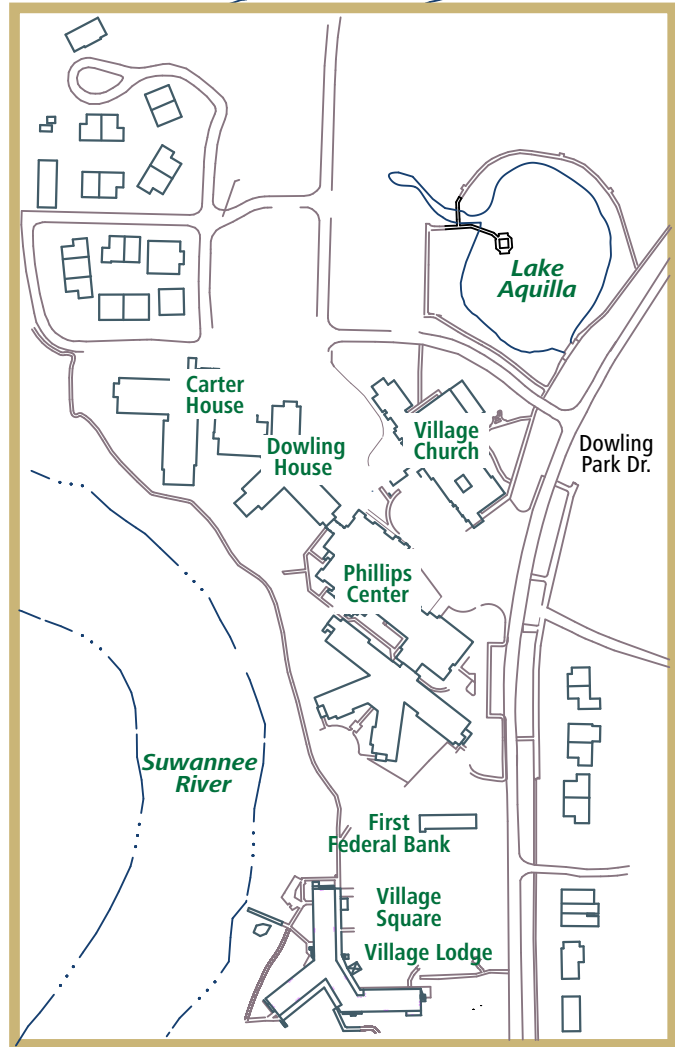 Lake
Aquilla
Carter
House
Dowling
House
Village
Church
Dowling
Park Dr.
Phillips
Center
Suwannee
River
First
Federal Bank
Village
Square
Village Lodge